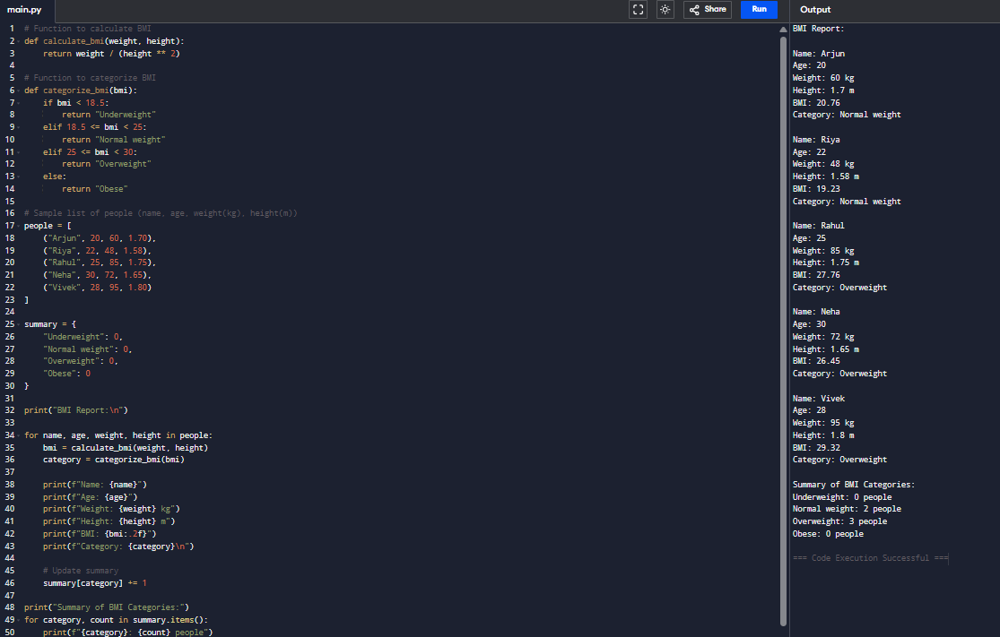 main.py
Share
Run
Output
1 # Function to calculate BMI
2 def calculate_bmi(weight, height):
3     return weight / (height ** 2)
4
5 # Function to categorize BMI
6 def categorize_bmi(bmi):
7     if bmi < 18.5:
8         return "Underweight"
9     elif 18.5 <= bmi < 25:
10         return "Normal weight"
11     elif 25 <= bmi < 30:
12         return "Overweight"
13     else:
14         return "Obese"
15
16 # Sample list of people (name, age, weight(kg), height(m))
17 people = [
18     ("Arjun", 20, 60, 1.70),
19     ("Riya", 22, 48, 1.58),
20     ("Rahul", 25, 85, 1.75),
21     ("Neha", 30, 72, 1.65),
22     ("Vivek", 28, 95, 1.80)
23 ]
24
25 summary = {
26     "Underweight": 0,
27     "Normal weight": 0,
28     "Overweight": 0,
29     "Obese": 0
30 }
31
32 print("BMI Report:\n")
33
34 for name, age, weight, height in people:
35     bmi = calculate_bmi(weight, height)
36     category = categorize_bmi(bmi)
37
38     print(f"Name: {name}")
39     print(f"Age: {age}")
40     print(f"Weight: {weight} kg")
41     print(f"Height: {height} m")
42     print(f"BMI: {bmi:.2f}")
43     print(f"Category: {category}\n")
44
45     # Update summary
46     summary[category] += 1
47
48 print("Summary of BMI Categories:")
49 for category, count in summary.items():
50     print(f"{category}: {count} people")
BMI Report:

Name: Arjun
Age: 20
Weight: 60 kg
Height: 1.7 m
BMI: 20.76
Category: Normal weight

Name: Riya
Age: 22
Weight: 48 kg
Height: 1.58 m
BMI: 19.23
Category: Normal weight

Name: Rahul
Age: 25
Weight: 85 kg
Height: 1.75 m
BMI: 27.76
Category: Overweight

Name: Neha
Age: 30
Weight: 72 kg
Height: 1.65 m
BMI: 26.45
Category: Overweight

Name: Vivek
Age: 28
Weight: 95 kg
Height: 1.8 m
BMI: 29.32
Category: Overweight

Summary of BMI Categories:
Underweight: 0 people
Normal weight: 2 people
Overweight: 3 people
Obese: 0 people

=== Code Execution Successful ===